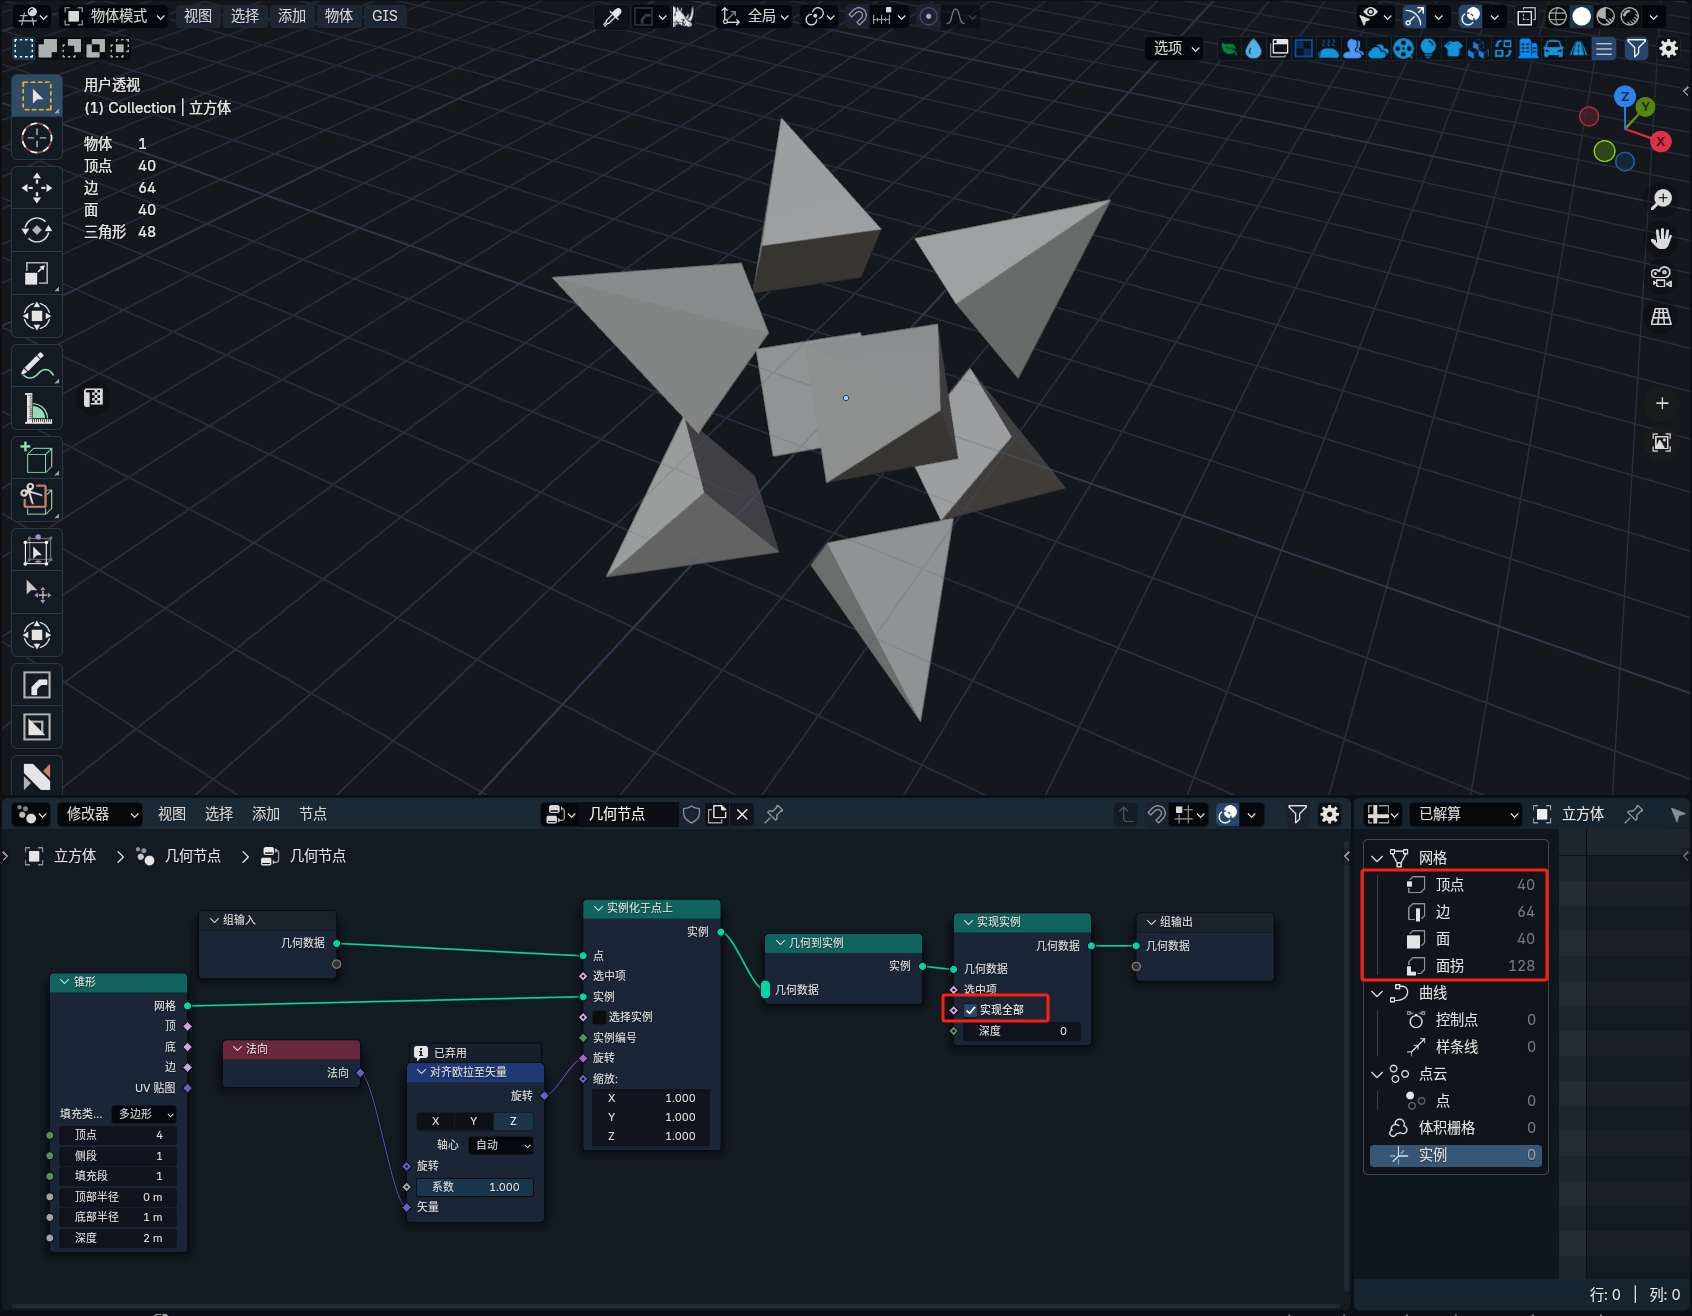 物体模式 视图 选择 添加 物体 GIS 全局
选项
用户透视
(1) Collection | 立方体
物体 1
顶点 40
边 64
面 40
三角形 48
Z
Y
X
修改器 视图 选择 添加 节点 几何节点
立方体 几何节点 几何节点
组输入
几何数据
锥形
网格
顶
底
边
UV 贴图
填充类... 多边形
顶点 4
侧段 1
填充段 1
顶部半径 0 m
底部半径 1 m
深度 2 m
法向
法向
已弃用
对齐欧拉至矢量
旋转
X Y Z
轴心 自动
旋转
系数 1.000
矢量
实例化于点上
实例
点
选中项
实例
选择实例
实例编号
旋转
缩放:
X 1.000
Y 1.000
Z 1.000
几何到实例
实例
几何数据
实现实例
几何数据
几何数据
选中项
实现全部
深度 0
组输出
几何数据
已解算 立方体
网格
顶点 40
边 64
面 40
面拐 128
曲线
控制点 0
样条线 0
点云
点 0
体积栅格 0
实例 0
行: 0 | 列: 0